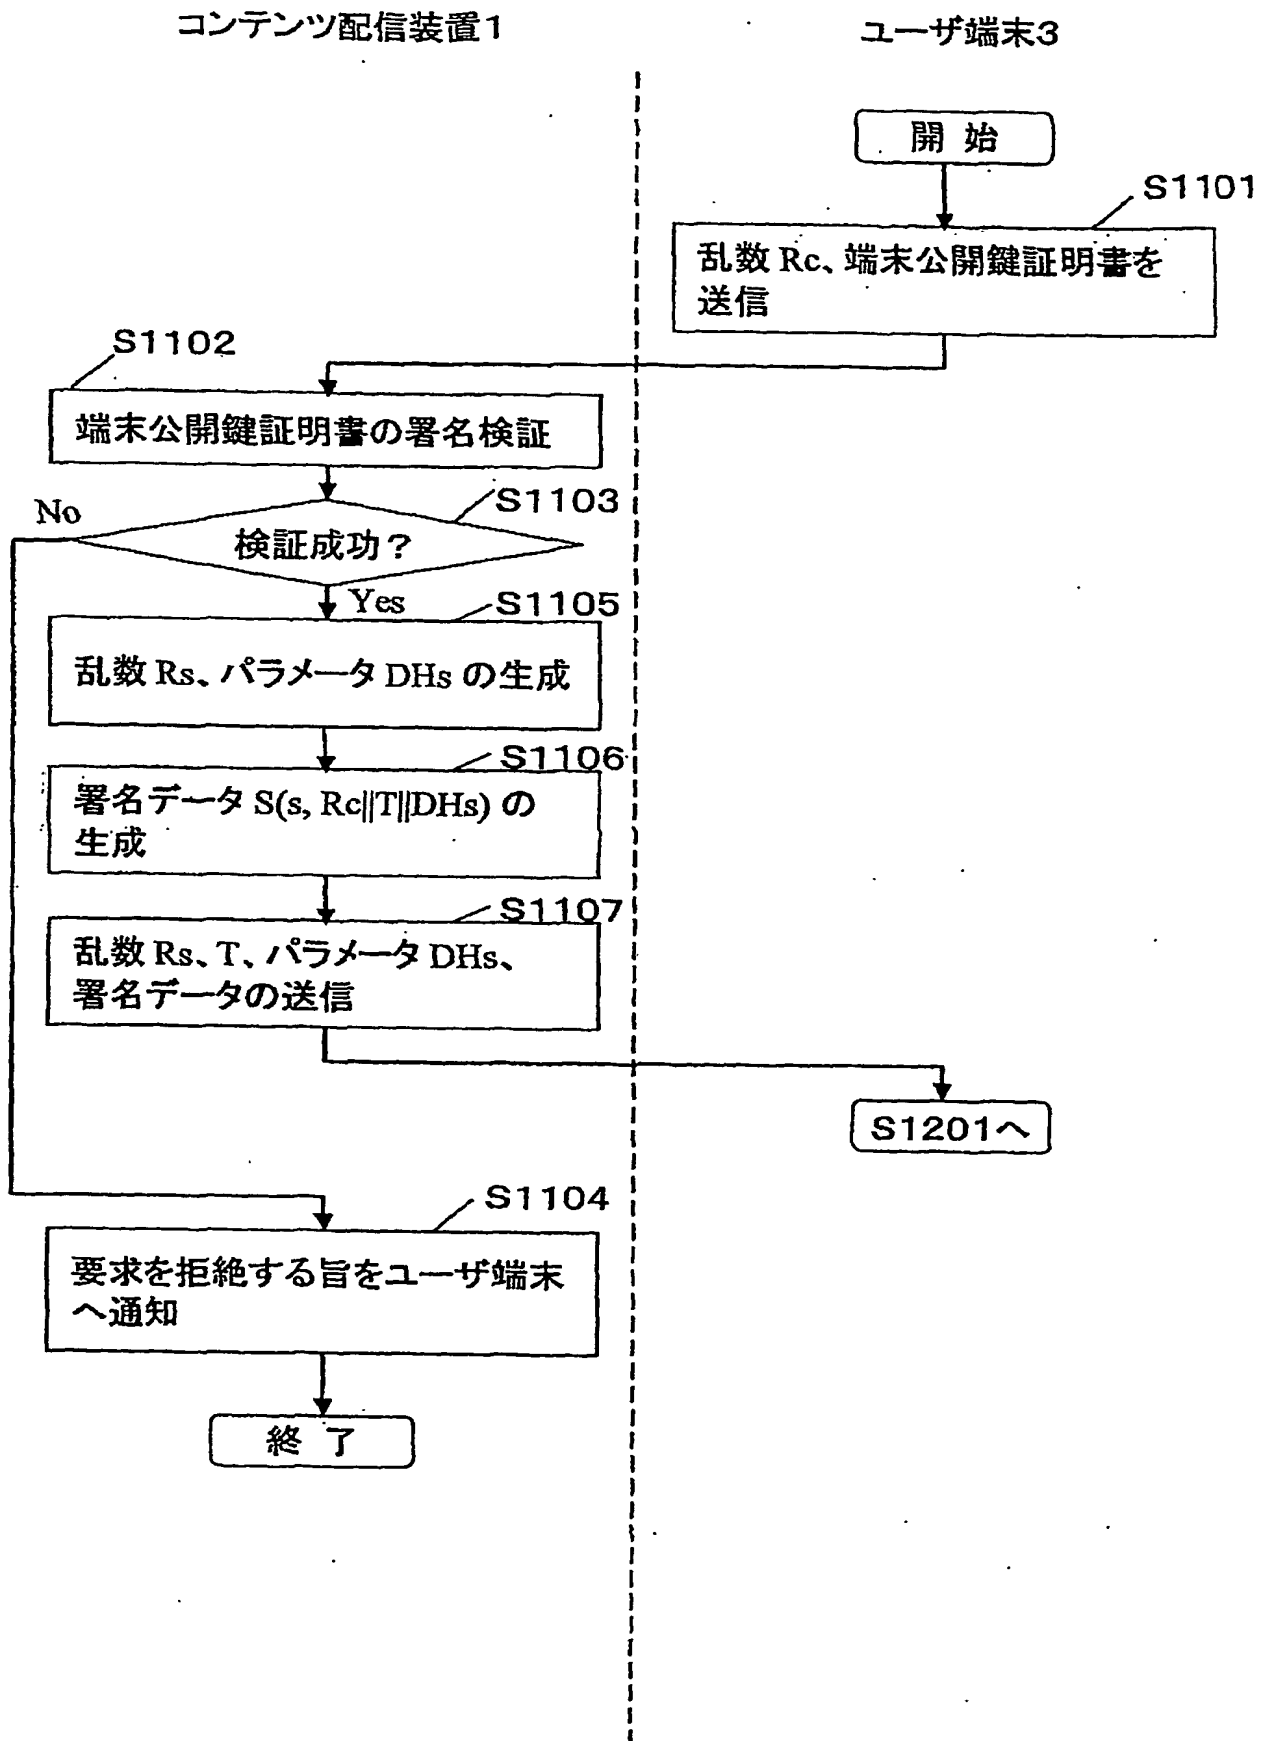 コンテンツ配信装置1
ユーザ端末3
開 始
S1101
乱数 Rc、端末公開鍵証明書を
送信
S1102
端末公開鍵証明書の署名検証
S1103
No
検証成功?
Yes
S1105
乱数 Rs、パラメータ DHs の生成
S1106
署名データ S(s, Rc||T||DHs) の
生成
S1107
乱数 Rs、T、パラメータ DHs、
署名データの送信
S1201へ
S1104
要求を拒絶する旨をユーザ端末
へ通知
終 了